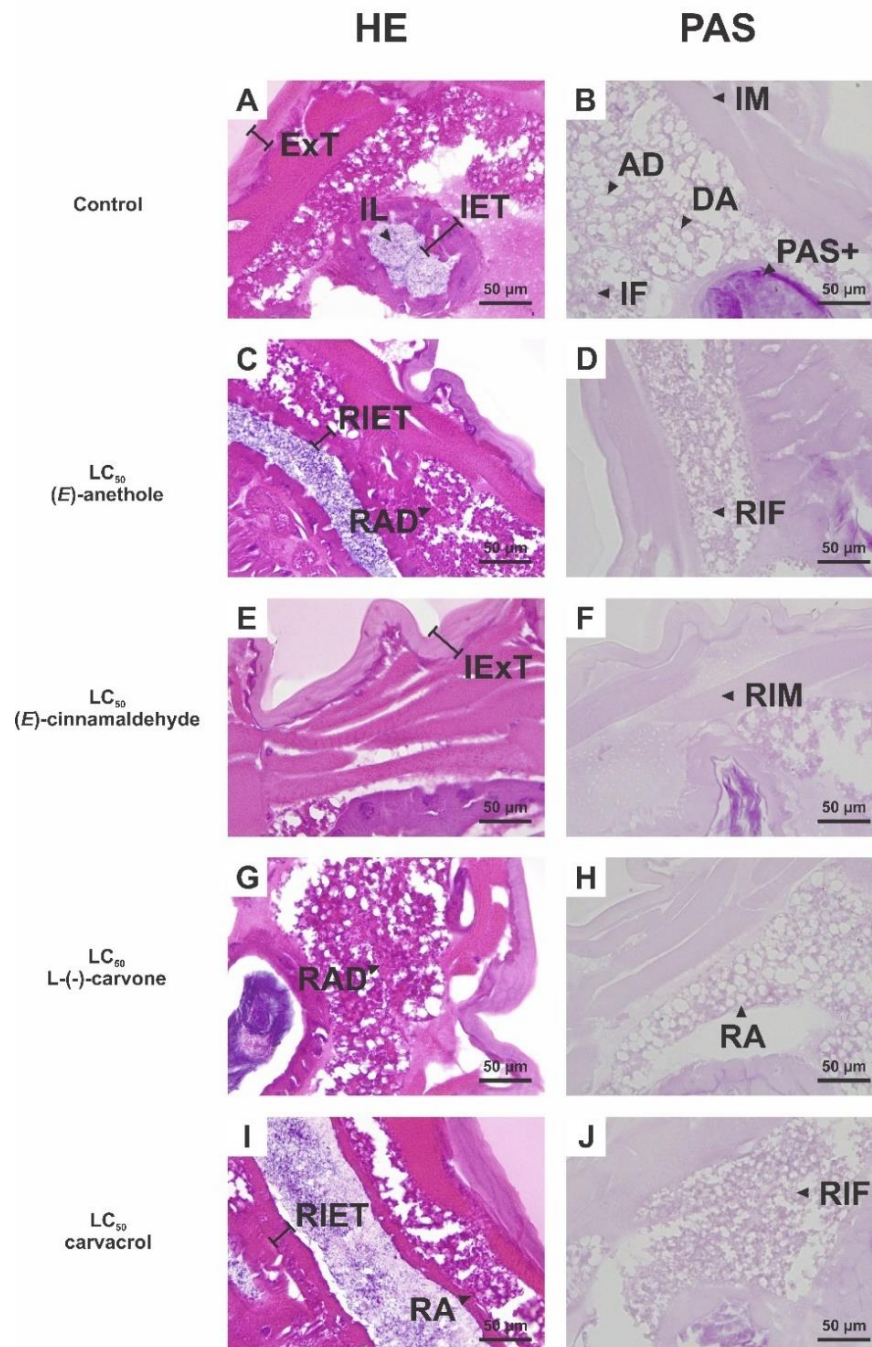 HE PAS
A
ExT
IL
IET
50 µm
B
IM
AD
DA
PAS+
IF
50 µm
Control
C
RIET
RAD
50 µm
D
RIF
50 µm
LC₅₀
(E)-anethole
E
IExT
50 µm
F
RIM
50 µm
LC₅₀
(E)-cinnamaldehyde
G
RAD
50 µm
H
RA
50 µm
LC₅₀
L-(-)-carvone
I
RIET
RA
50 µm
J
RIF
50 µm
LC₅₀
carvacrol